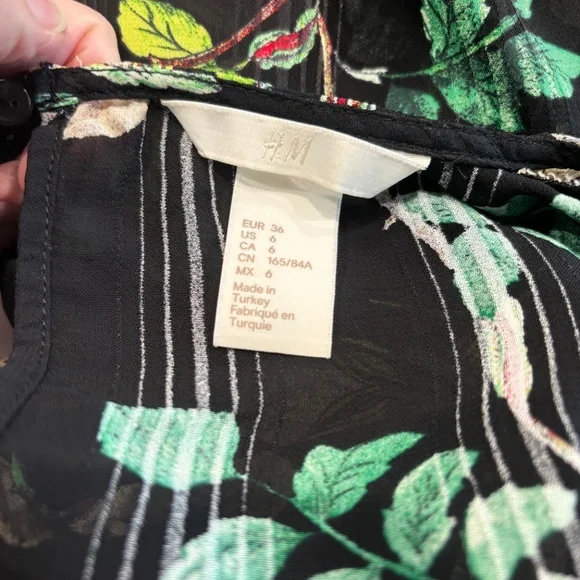 H&M
EUR 36
US 6
CA 6
CN 165/84A
MX 6
Made in
Turkey
Fabriqué en
Turquie